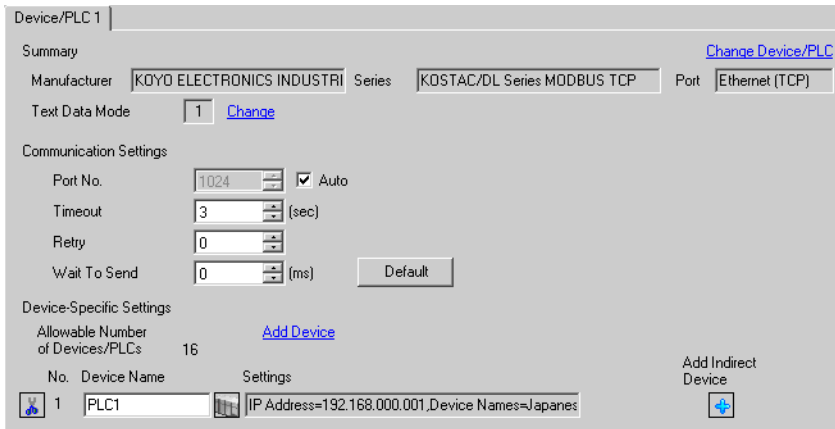 Device/PLC 1
Summary Change Device/PLC
Manufacturer KOYO ELECTRONICS INDUSTRI Series KOSTAC/DL Series MODBUS TCP Port Ethernet (TCP)
Text Data Mode 1 Change
Communication Settings
Port No. 1024 Auto
Timeout 3 (sec)
Retry 0
Wait To Send 0 (ms) Default
Device-Specific Settings
Allowable Number
of Devices/PLCs 16 Add Device
Add Indirect
Device
No. Device Name Settings
1 PLC1 IP Address=192.168.000.001,Device Names=Japanes